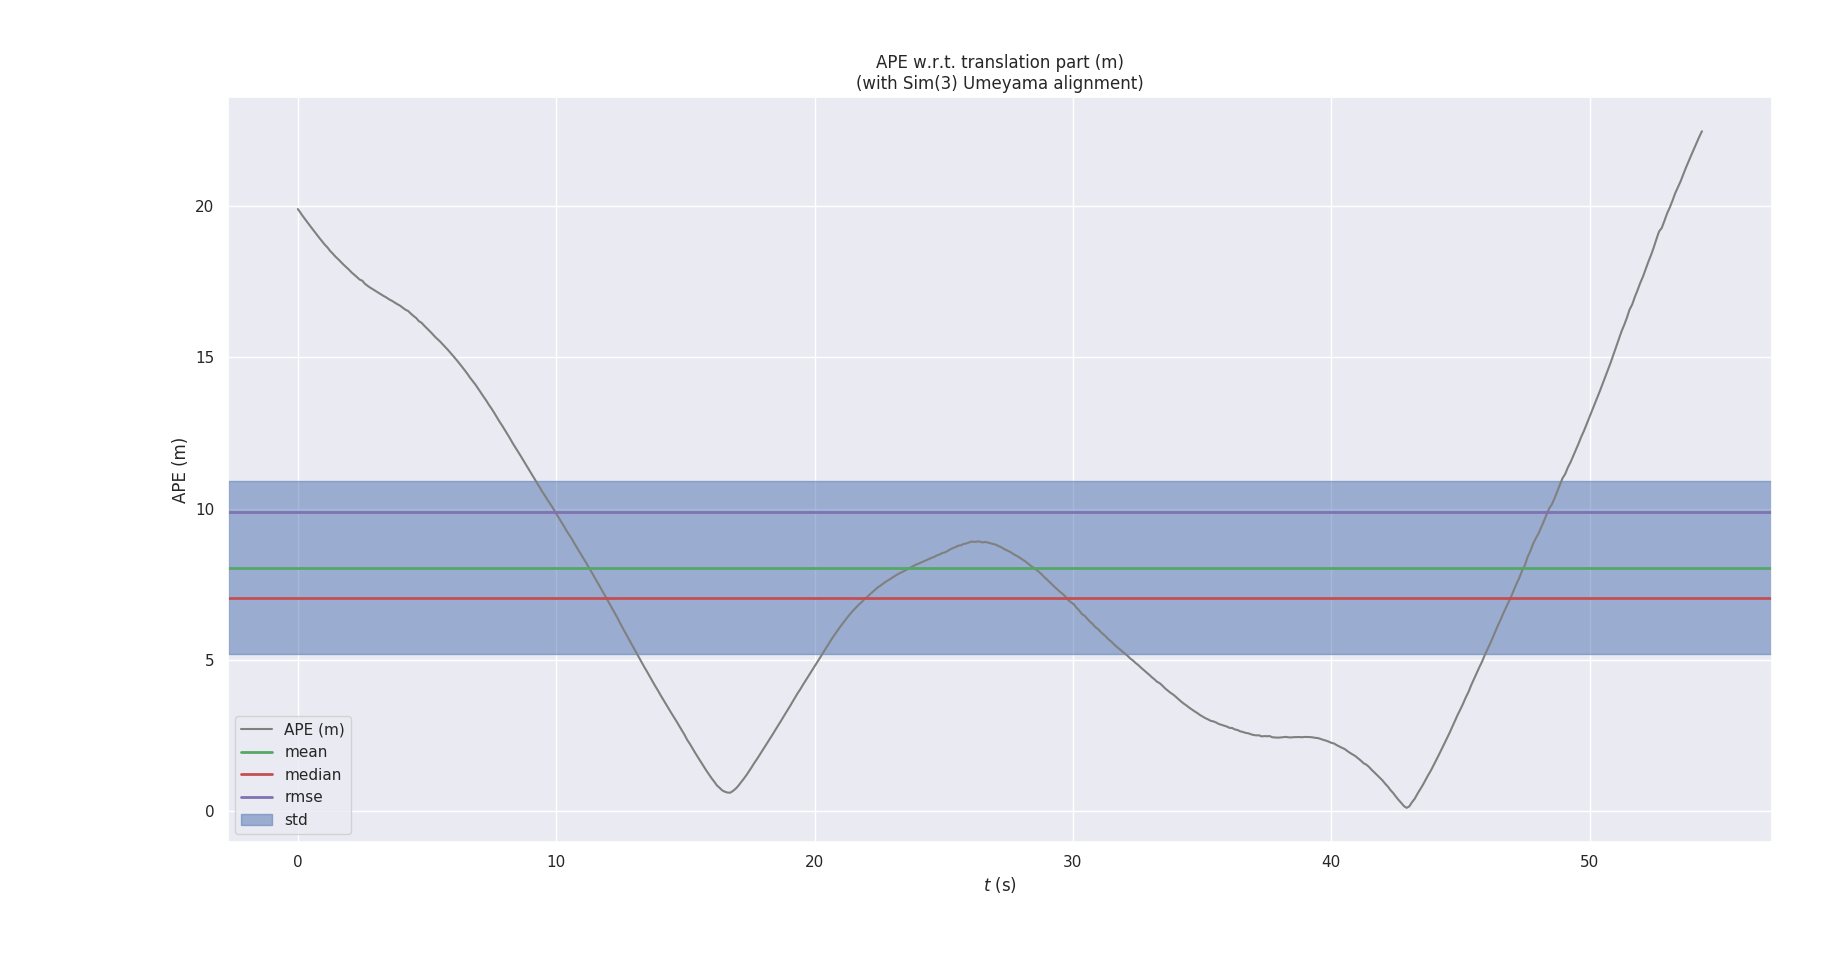 APE w.r.t. translation part (m)
(with Sim(3) Umeyama alignment)
APE (m)
20
15
10
5
0
APE (m)
mean
median
rmse
std
0 10 20 30 40 50
t (s)